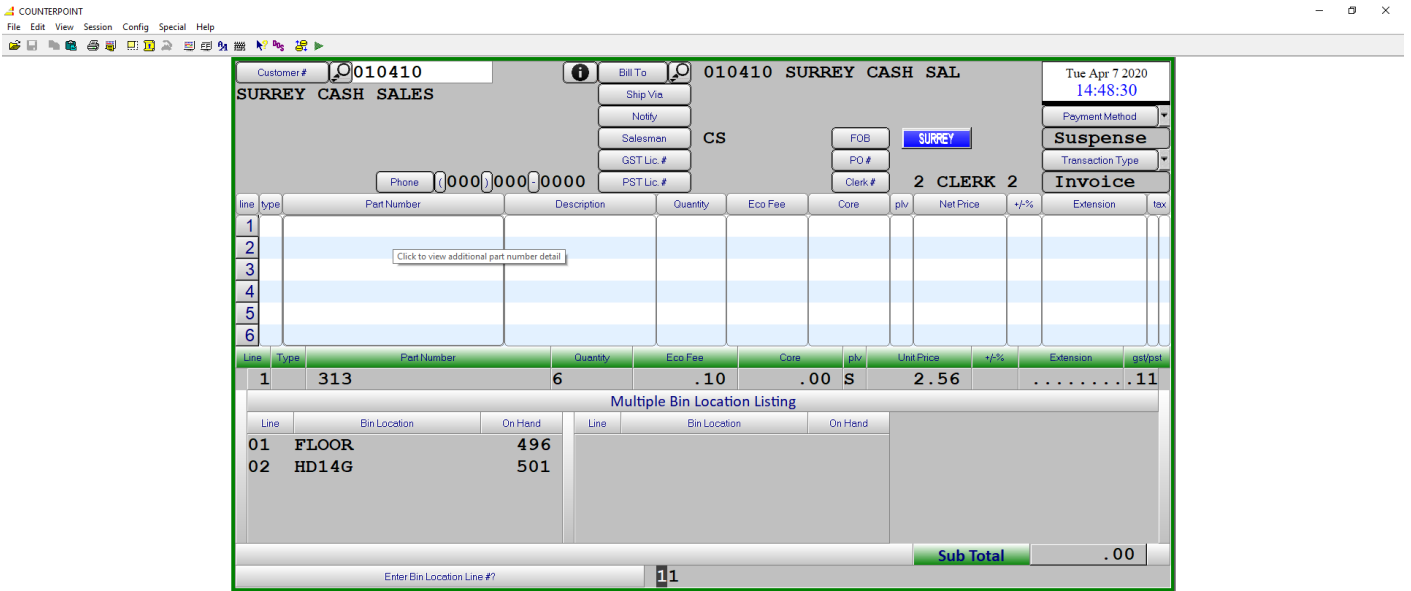 COUNTERPOINT
File Edit View Session Config Special Help
Customer # 010410 Bill To 010410 SURREY CASH SAL Tue Apr 7 2020
SURREY CASH SALES Ship Via 14:48:30
Notify Payment Method
Salesman CS FOB SURREY Suspense
GST Lic. # PO # Transaction Type
Phone (000)000-0000 PST Lic. # Clerk # 2 CLERK 2 Invoice
line type Part Number Description Quantity Eco Fee Core plv Net Price +/-% Extension tax
1
2
Click to view additional part number detail
3
4
5
6
Line Type Part Number Quantity Eco Fee Core plv Unit Price +/-% Extension gst/pst
1 313 6 .10 .00 S 2.56 .........11
Multiple Bin Location Listing
Line Bin Location On Hand Line Bin Location On Hand
01 FLOOR 496
02 HD14G 501
Sub Total .00
Enter Bin Location Line #? 11